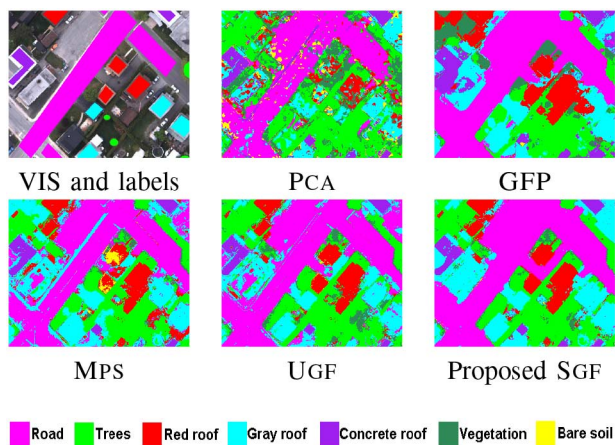 VIS and labels PCA GFP
MPS UGF Proposed SGF
Road Trees Red roof Gray roof Concrete roof Vegetation Bare soil